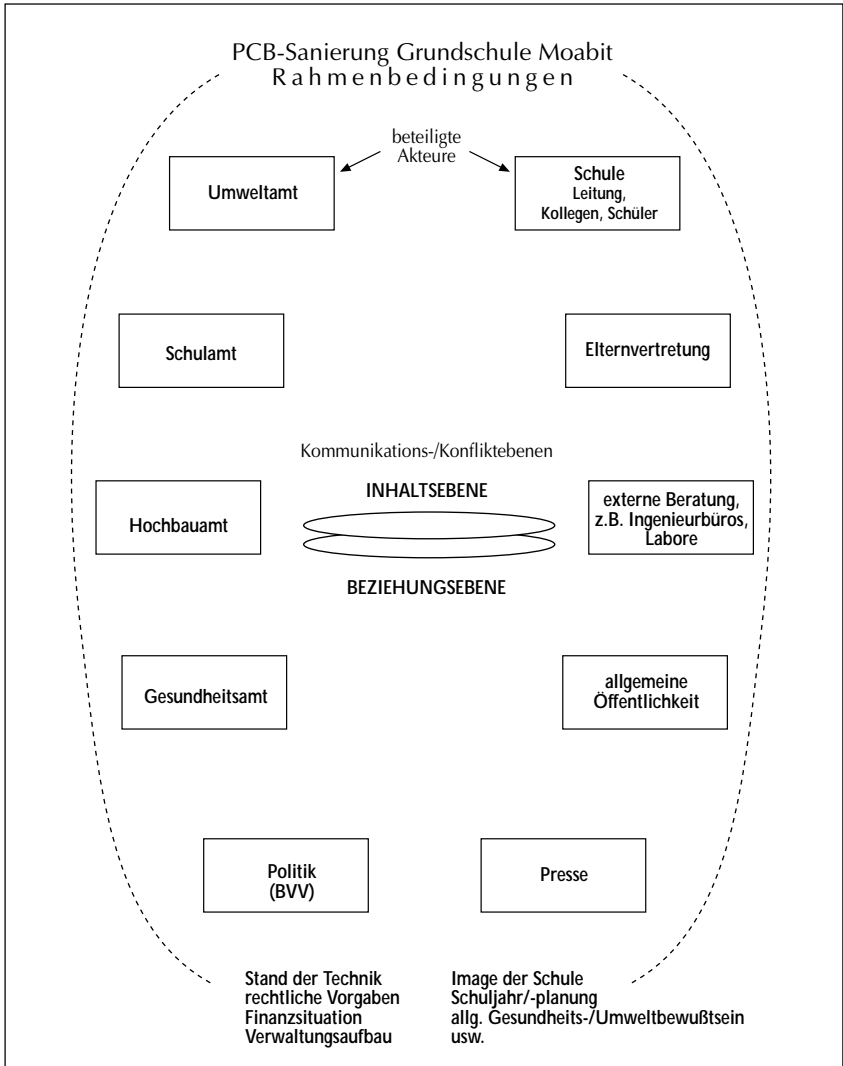 PCB-Sanierung Grundschule Moabit
Rahmenbedingungen
beteiligte
Akteure
Umweltamt
Schule
Leitung,
Kollegen, Schüler
Schulamt
Elternvertretung
Kommunikations-/Konfliktebenen
INHALTSEBENE
Hochbauamt
externe Beratung,
z.B. Ingenieurbüros,
Labore
BEZIEHUNGSEBENE
Gesundheitsamt
allgemeine
Öffentlichkeit
Politik
(BVV)
Presse
Stand der Technik
rechtliche Vorgaben
Finanzsituation
Verwaltungsaufbau
Image der Schule
Schuljahr/-planung
allg. Gesundheits-/Umweltbewußtsein
usw.